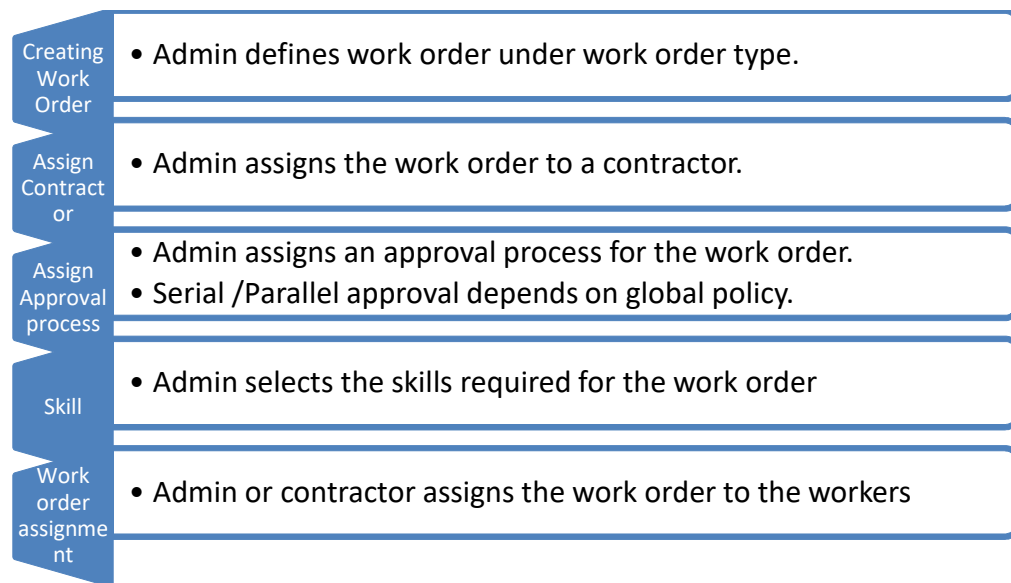 Creating
Work
Order
• Admin defines work order under work order type.
Assign
Contract
or
• Admin assigns the work order to a contractor.
Assign
Approval
process
• Admin assigns an approval process for the work order.
• Serial /Parallel approval depends on global policy.
Skill
• Admin selects the skills required for the work order
Work
order
assignme
nt
• Admin or contractor assigns the work order to the workers